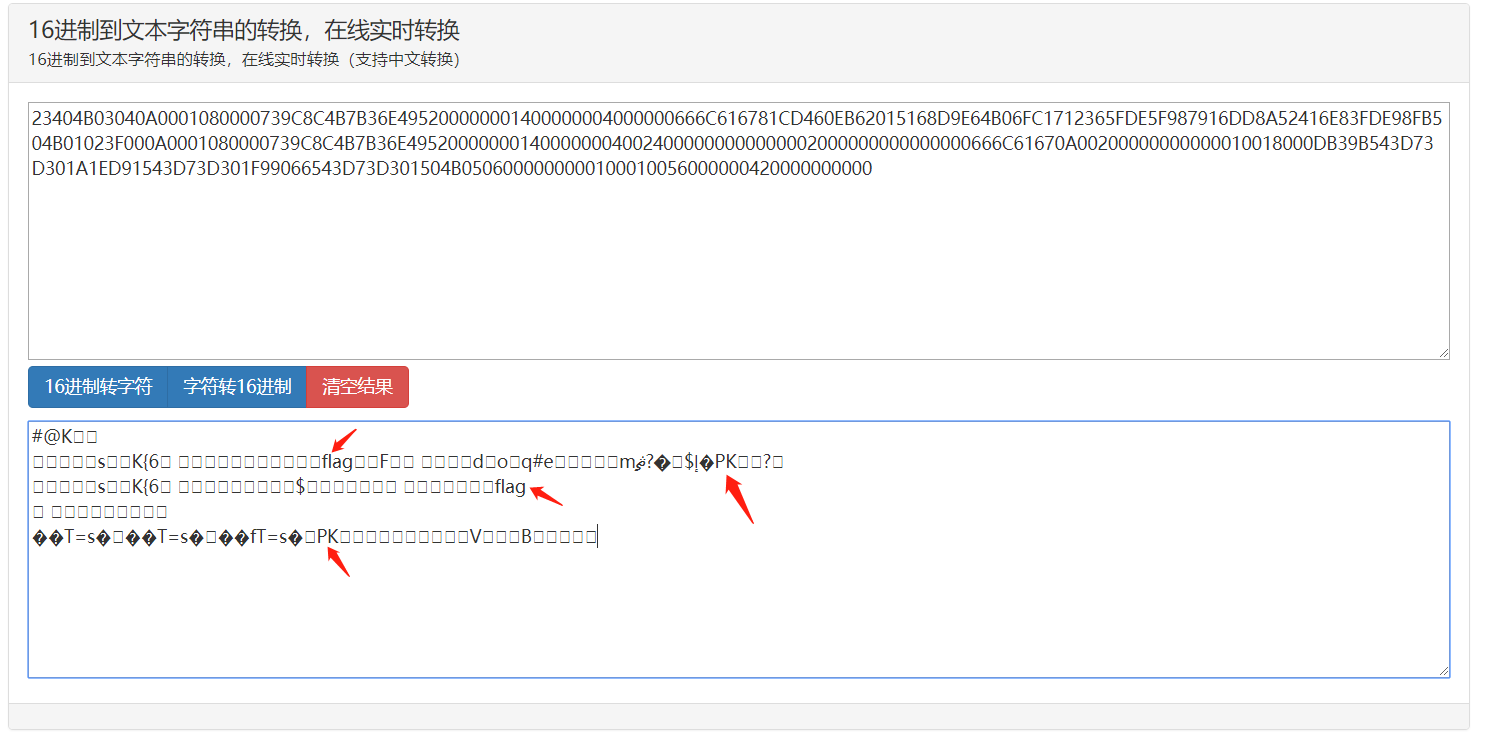 16进制到文本字符串的转换，在线实时转换
16进制到文本字符串的转换，在线实时转换（支持中文转换）
23404B03040A0001080000739C8C4B7B36E495200000001400000004000000666C616781CD460EB62015168D9E64B06FC1712365FDE5F987916DD8A52416E83FDE98FB5
04B01023F000A0001080000739C8C4B7B36E495200000001400000004002400000000000000200000000000000666C61670A00200000000000010018000DB39B543D73
D301A1ED91543D73D301F99066543D73D301504B050600000000010001005600000042000000000
16进制转字符 字符转16进制 清空结果
#@K□□
□□□□□s□□K{6□ □□□□□□□□□□□flag□□F□□ □□□□d□o□q#e□□□□□m?�□$�PK□□?□
□□□□□s□□K{6□ □□□□□□□□□$□□□□□□□ □□□□□□□flag
□ □□□□□□□□□
��T=s�□��T=s�□��fT=s�□PK□□□□□□□□□□V□□□B□□□□□